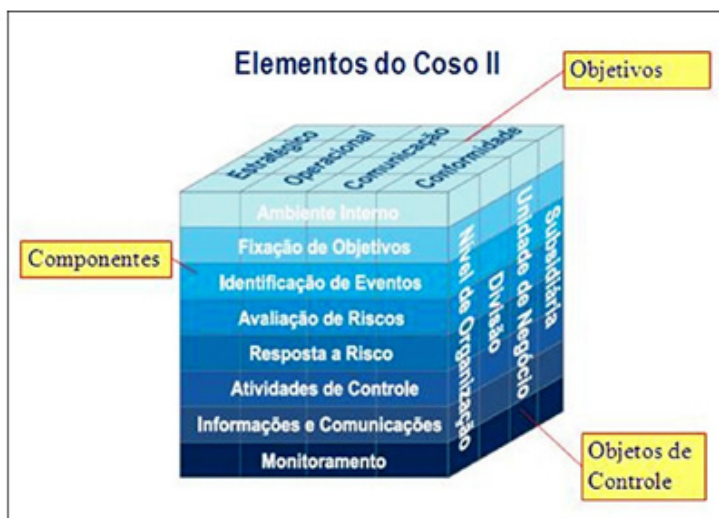 Elementos do Coso II
Objetivos
Estratégico
Operacional
Comunicação
Conformidade
Componentes
Ambiente Interno
Fixação de Objetivos
Identificação de Eventos
Avaliação de Riscos
Resposta a Risco
Atividades de Controle
Informações e Comunicações
Monitoramento
Nível de Organização
Divisão
Unidade de Negócio
Subsidiária
Objetos de
Controle